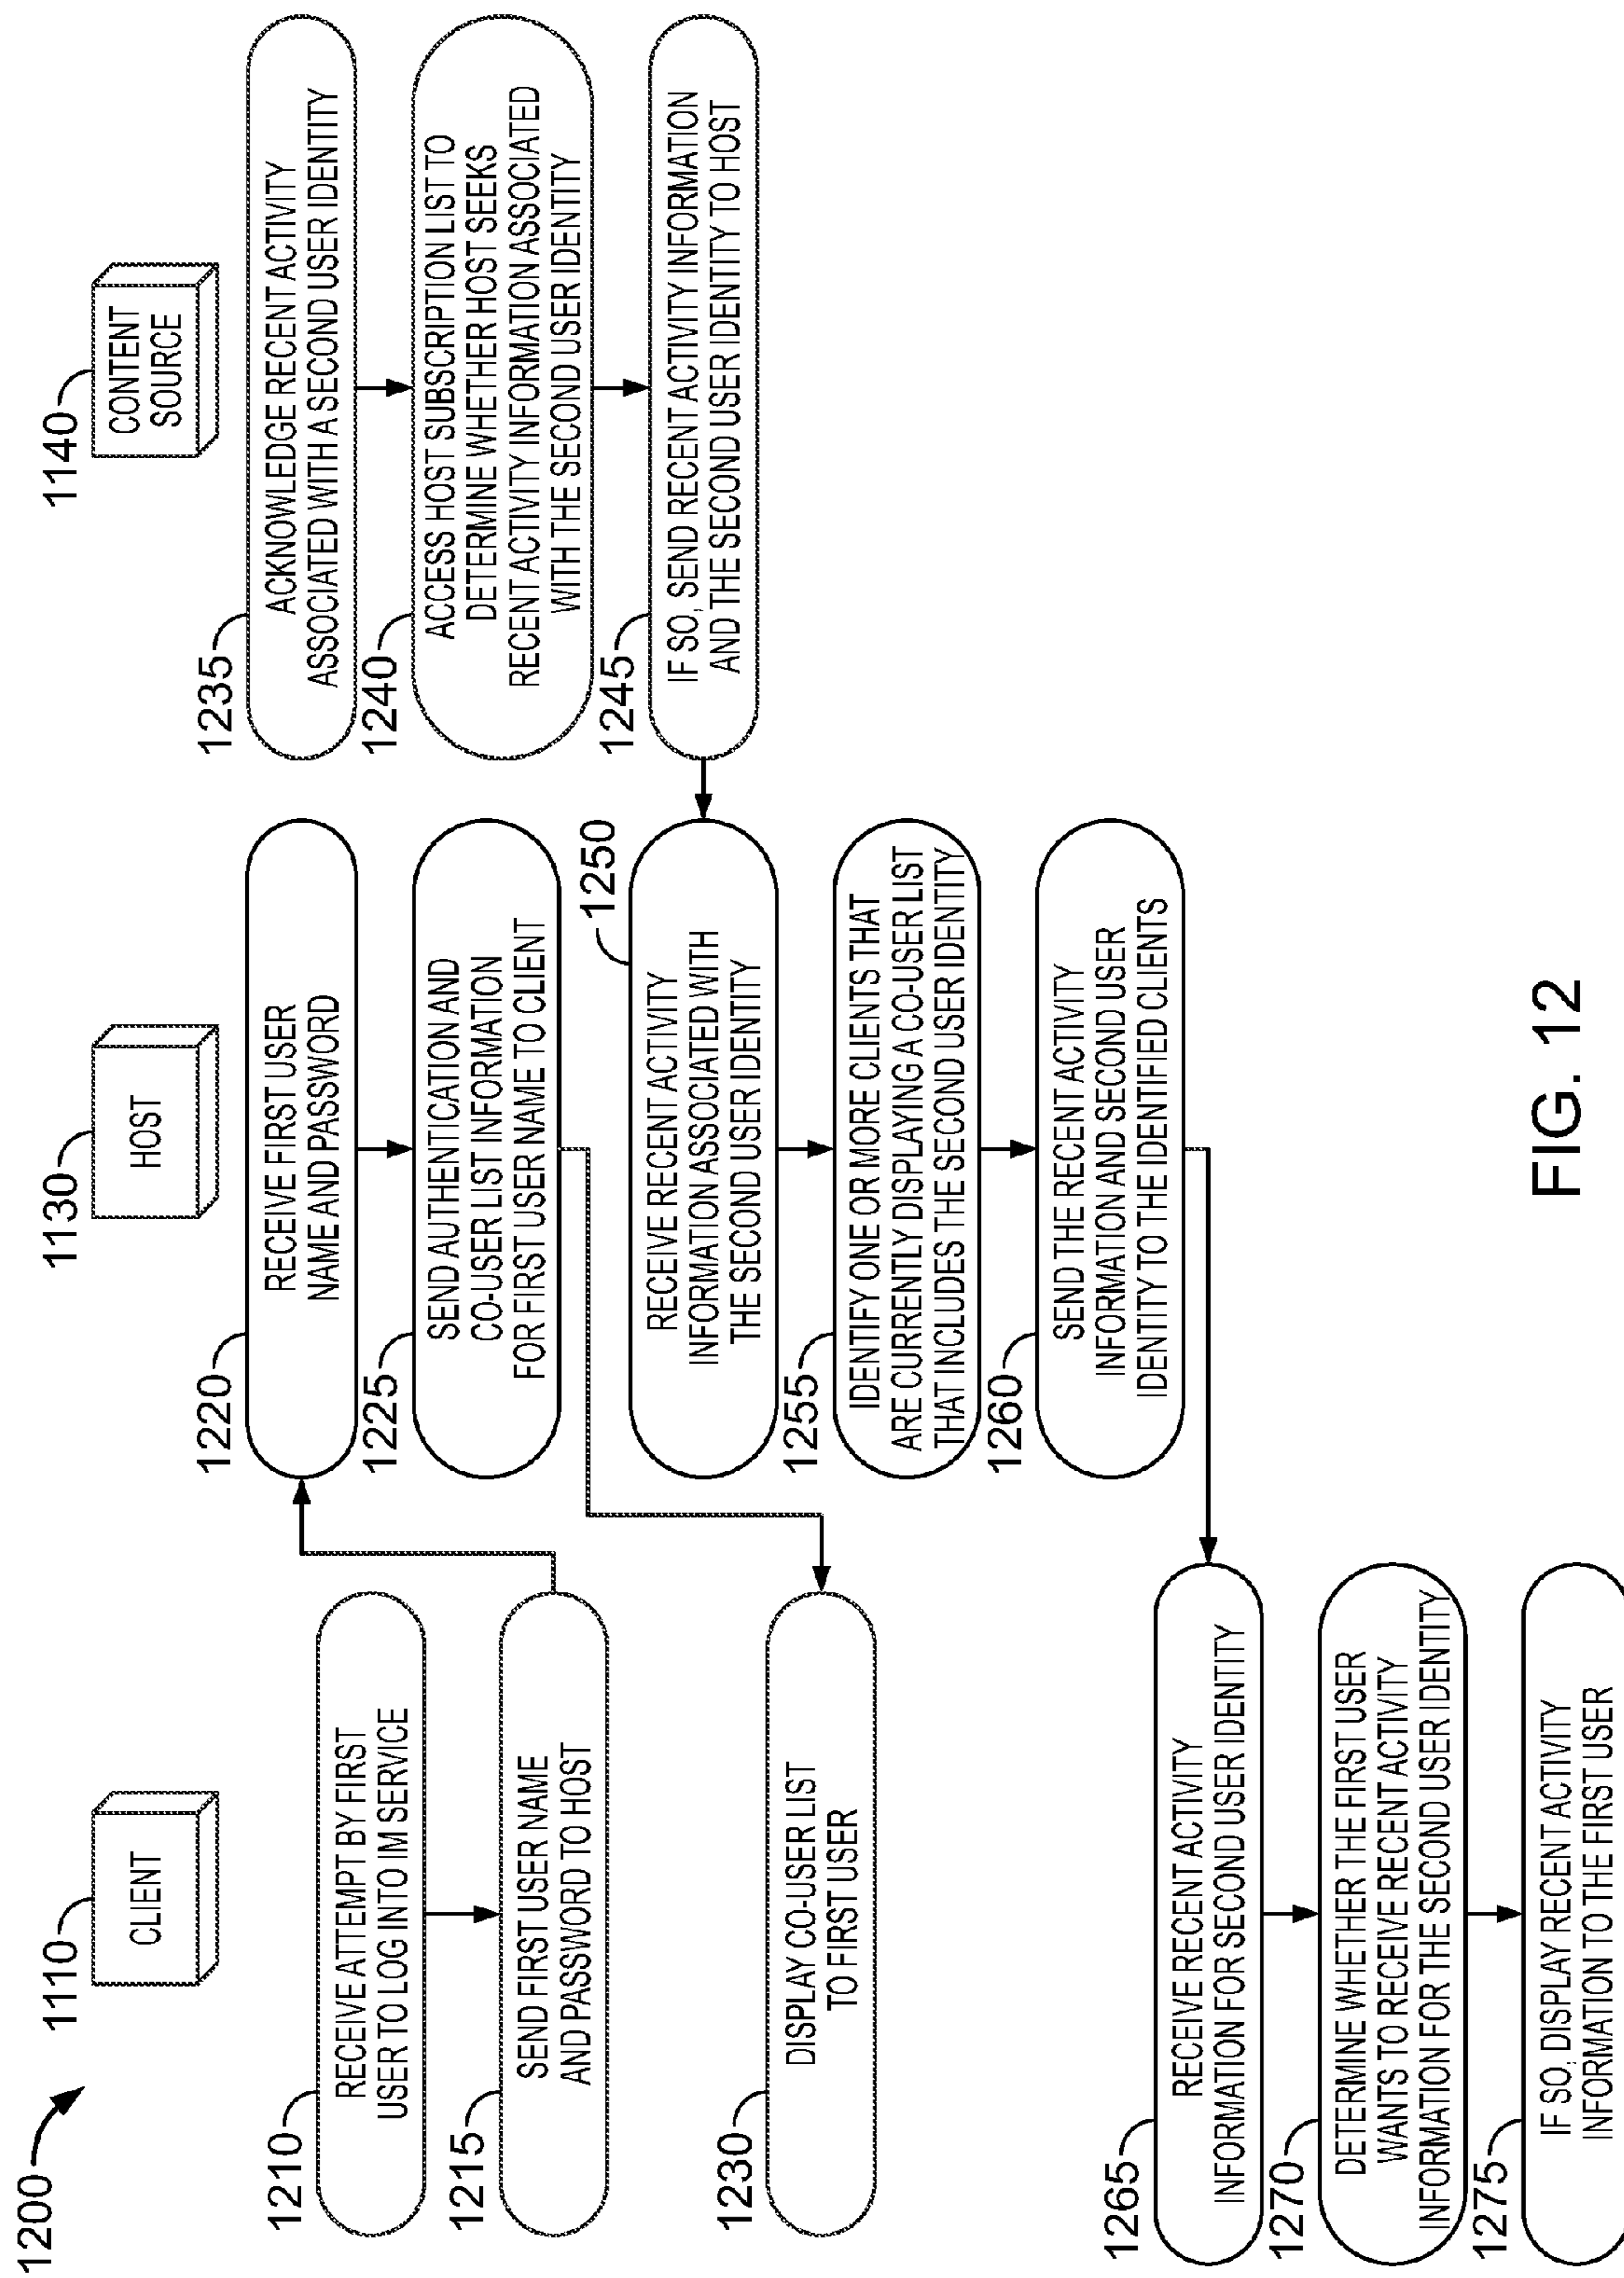 1200
1110
CLIENT
1130
HOST
1140
CONTENT
SOURCE
1210
RECEIVE ATTEMPT BY FIRST
USER TO LOG INTO IM SERVICE
1215
SEND FIRST USER NAME
AND PASSWORD TO HOST
1220
RECEIVE FIRST USER
NAME AND PASSWORD
1225
SEND AUTHENTICATION AND
CO-USER LIST INFORMATION
FOR FIRST USER NAME TO CLIENT
1230
DISPLAY CO-USER LIST
TO FIRST USER
1235
ACKNOWLEDGE RECENT ACTIVITY
ASSOCIATED WITH A SECOND USER IDENTITY
1240
ACCESS HOST SUBSCRIPTION LIST TO
DETERMINE WHETHER HOST SEEKS
RECENT ACTIVITY INFORMATION ASSOCIATED
WITH THE SECOND USER IDENTITY
1245
IF SO, SEND RECENT ACTIVITY INFORMATION
AND THE SECOND USER IDENTITY TO HOST
1250
RECEIVE RECENT ACTIVITY
INFORMATION ASSOCIATED WITH
THE SECOND USER IDENTITY
1255
IDENTIFY ONE OR MORE CLIENTS THAT
ARE CURRENTLY DISPLAYING A CO-USER LIST
THAT INCLUDES THE SECOND USER IDENTITY
1260
SEND THE RECENT ACTIVITY
INFORMATION AND SECOND USER
IDENTITY TO THE IDENTIFIED CLIENTS
1265
RECEIVE RECENT ACTIVITY
INFORMATION FOR SECOND USER IDENTITY
1270
DETERMINE WHETHER THE FIRST USER
WANTS TO RECEIVE RECENT ACTIVITY
INFORMATION FOR THE SECOND USER IDENTITY
1275
IF SO, DISPLAY RECENT ACTIVITY
INFORMATION TO THE FIRST USER
FIG. 12